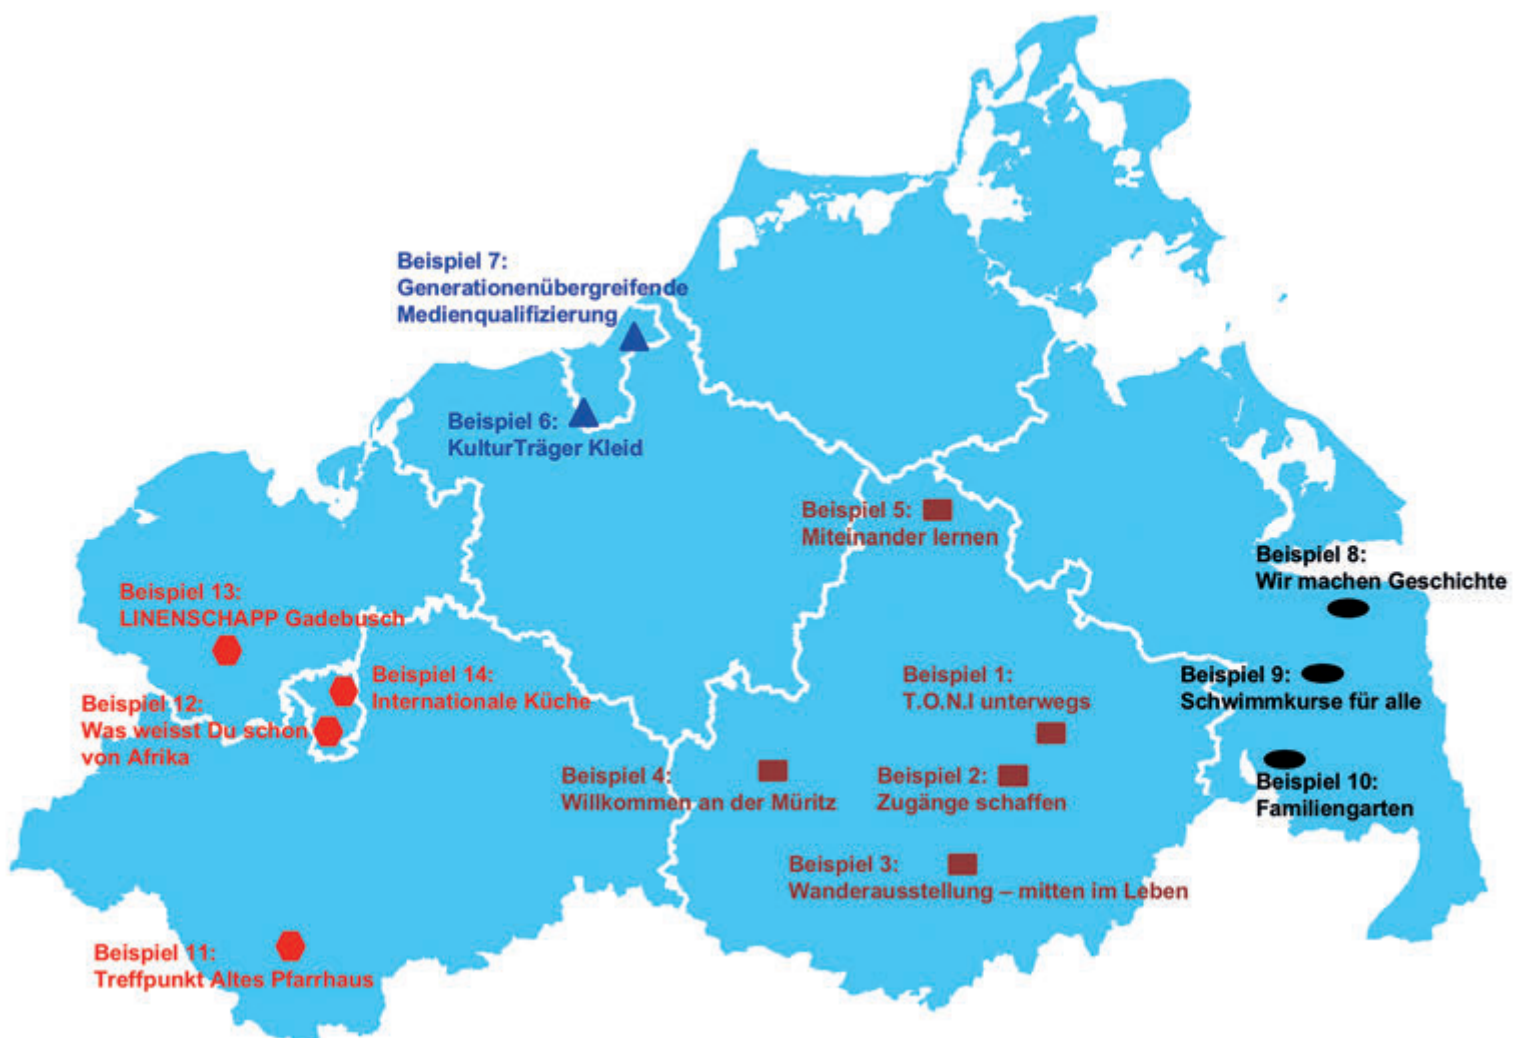 Beispiel 7:
Generationenübergreifende
Medienqualifizierung
Beispiel 6:
KulturTräger Kleid
Beispiel 5:
Miteinander lernen
Beispiel 8:
Wir machen Geschichte
Beispiel 13:
LINENSCHAPP Gadebusch
Beispiel 14:
Internationale Küche
Beispiel 12:
Was weisst Du schon
von Afrika
Beispiel 1:
T.O.N.I unterwegs
Beispiel 9:
Schwimmkurse für alle
Beispiel 4:
Willkommen an der Müritz
Beispiel 2:
Zugänge schaffen
Beispiel 10:
Familiengarten
Beispiel 3:
Wanderausstellung – mitten im Leben
Beispiel 11:
Treffpunkt Altes Pfarrhaus